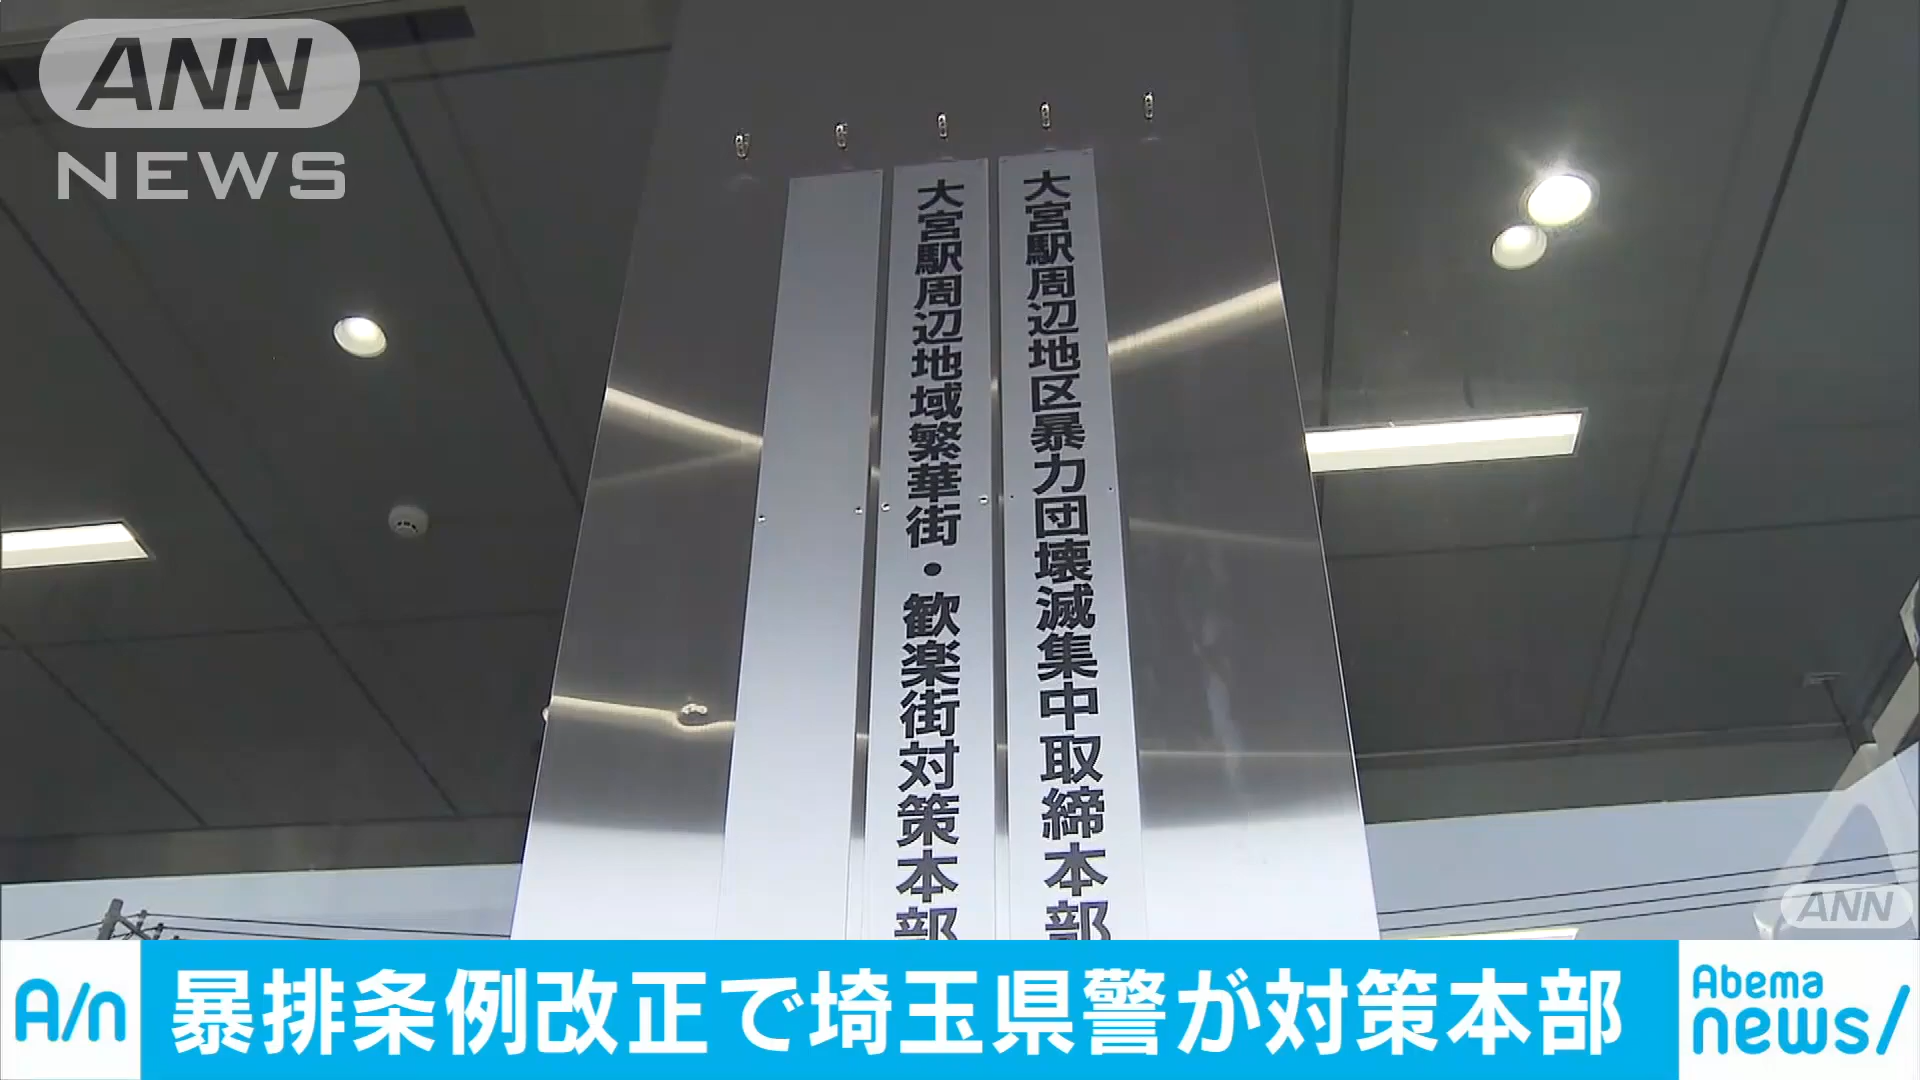 ANN
NEWS
大宮駅周辺地区暴力団壊滅集中取締本部
大宮駅周辺地域繁華街・歓楽街対策本部
ANN
A/n
暴排条例改正で埼玉県警が対策本部
Abema
news/